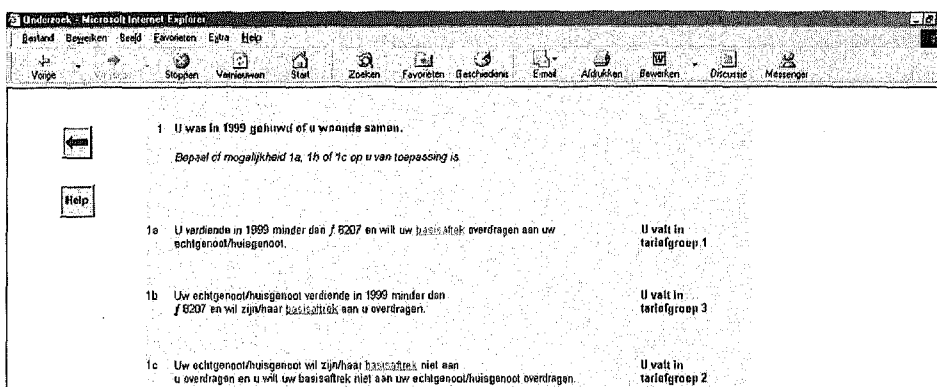 Onderzoek - Microsoft Internet Explorer
Bestand Bewerken Beeld Favorieten Extra Help
Vorige Stoppen Vernieuwen Start Zoeken Favorieten Geschiedenis E-mail Afdrukken Bewerken Discussie Messenger
1 U was in 1999 gehuwd of u woonde samen.
Bepaal of mogelijkheid 1a, 1b of 1c op u van toepassing is
Help
1a U verdiende in 1999 minder dan ƒ 8207 en wilt uw basisaftrek overdragen aan uw U valt in
echtgenoot/huisgenoot. tariefgroep 1
1b Uw echtgenoot/huisgenoot verdiende in 1999 minder dan U valt in
ƒ 8207 en wil zijn/haar basisaftrek aan u overdragen. tariefgroep 3
1c Uw echtgenoot/huisgenoot wil zijn/haar basisaftrek niet aan U valt in
u overdragen en u wilt uw basisaftrek niet aan uw echtgenoot/huisgenoot overdragen. tariefgroep 2